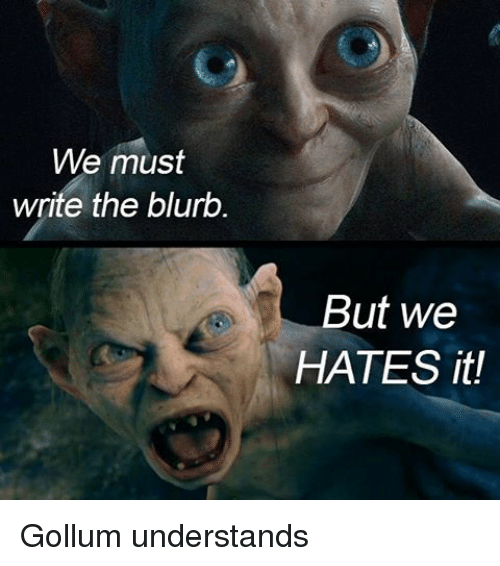 We must
write the blurb.
But we
HATES it!
Gollum understands